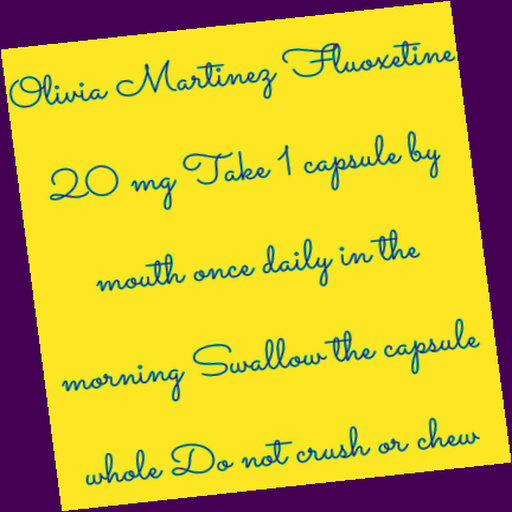 Olivia Martinez Fluoxetine
20 mg Take 1 capsule by
mouth once daily in the
morning Swallow the capsule
whole Do not crush or chew